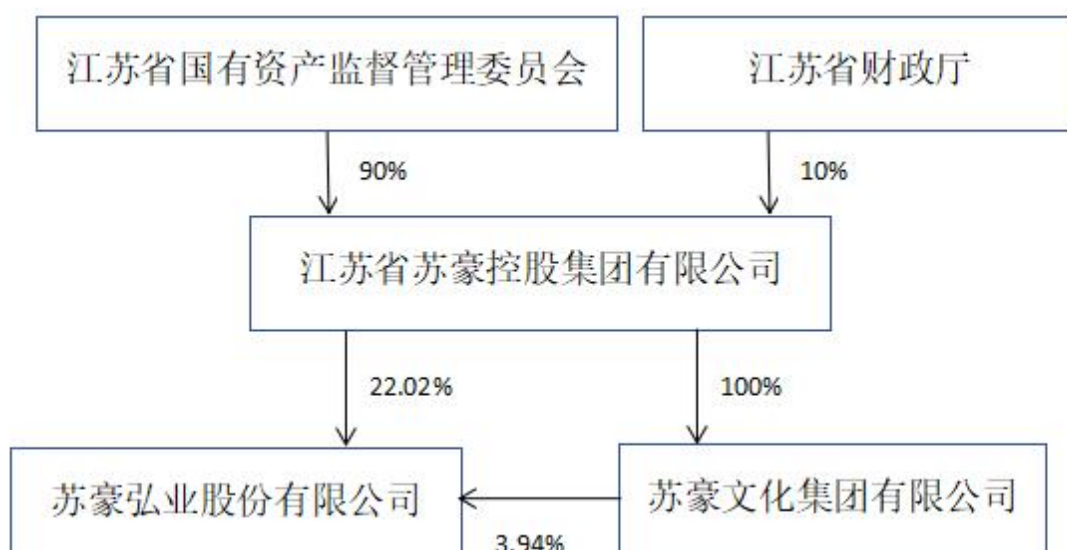 江苏省国有资产监督管理委员会
江苏省财政厅
90%
10%
江苏省苏豪控股集团有限公司
22.02%
100%
苏豪弘业股份有限公司
苏豪文化集团有限公司
3.94%